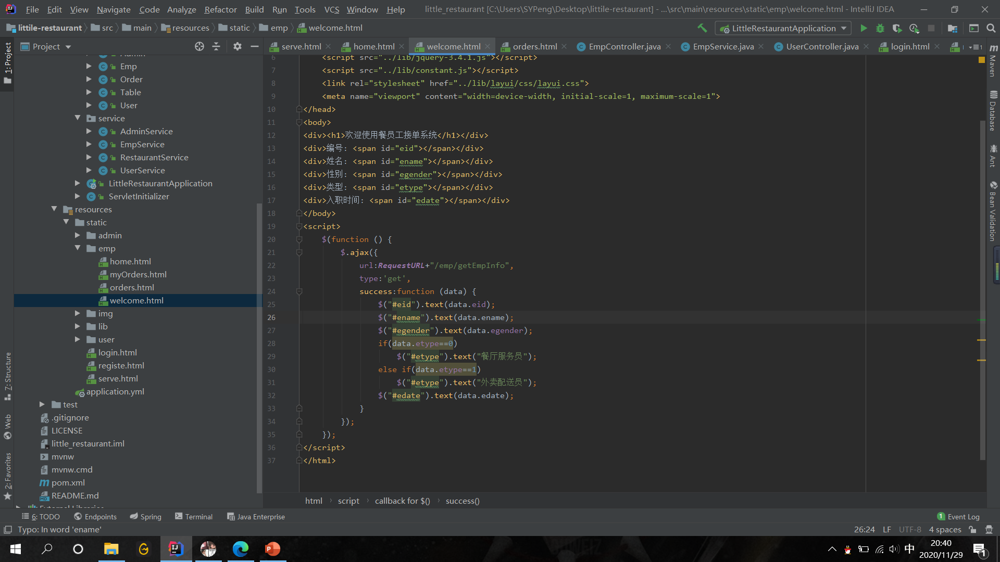 File Edit View Navigate Code Analyze Refactor Build Run Tools VCS Window Help little_restaurant [C:\Users\SYPeng\Desktop\littile-restaurant] - ...\src\main\resources\static\emp\welcome.html - IntelliJ IDEA
littile-restaurant src main resources static emp welcome.html LittleRestaurantApplication
Project serve.html home.html welcome.html orders.html EmpController.java EmpService.java UserController.java login.html
1: Project
Admin
Emp
Order
Table
User
service
AdminService
EmpService
RestaurantService
UserService
LittleRestaurantApplication
ServletInitializer
resources
static
admin
emp
home.html
myOrders.html
orders.html
welcome.html
img
lib
user
login.html
registe.html
serve.html
application.yml
test
.gitignore
LICENSE
little_restaurant.iml
mvnw
mvnw.cmd
pom.xml
README.md
External Libraries
7: Structure
Web
2: Favorites
6 <script src="../lib/jquery-3.4.1.js"></script>
7 <script src="../lib/constant.js"></script>
8 <link rel="stylesheet" href="../lib/layui/css/layui.css">
9 <meta name="viewport" content="width=device-width, initial-scale=1, maximum-scale=1">
10 </head>
11 <body>
12 <div><h1>欢迎使用餐员工接单系统</h1></div>
13 <div>编号: <span id="eid"></span></div>
14 <div>姓名: <span id="ename"></span></div>
15 <div>性别: <span id="egender"></span></div>
16 <div>类型: <span id="etype"></span></div>
17 <div>入职时间: <span id="edate"></span></div>
18 </body>
19 <script>
20 $(function () {
21 $.ajax({
22 url:RequestURL+"/emp/getEmpInfo",
23 type:'get',
24 success:function (data) {
25 $("#eid").text(data.eid);
26 $("#ename").text(data.ename);
27 $("#egender").text(data.egender);
28 if(data.etype==0)
29 $("#etype").text("餐厅服务员");
30 else if(data.etype==1)
31 $("#etype").text("外卖配送员");
32 $("#edate").text(data.edate);
33 }
34 });
35 });
36 </script>
37 </html>
html script callback for $() success()
Maven
Database
Ant
Bean Validation
6: TODO Endpoints Spring Terminal Java Enterprise 1 Event Log
Typo: In word 'ename' 26:24 LF UTF-8 4 spaces
中 20:40
2020/11/29 1